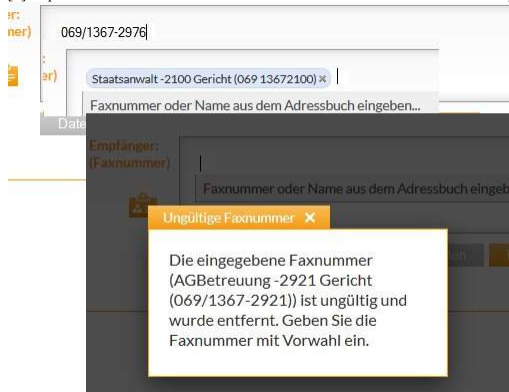 er:
ner)
069/1367-2976
:
er)
Staatsanwalt -2100 Gericht (069 13672100) ×
Faxnummer oder Name aus dem Adressbuch eingeben...
Date
Empfänger:
(Faxnummer)
Faxnummer oder Name aus dem Adressbuch eingeb
Ungültige Faxnummer ×
Die eingegebene Faxnummer
(AGBetreuung -2921 Gericht
(069/1367-2921)) ist ungültig und
wurde entfernt. Geben Sie die
Faxnummer mit Vorwahl ein.